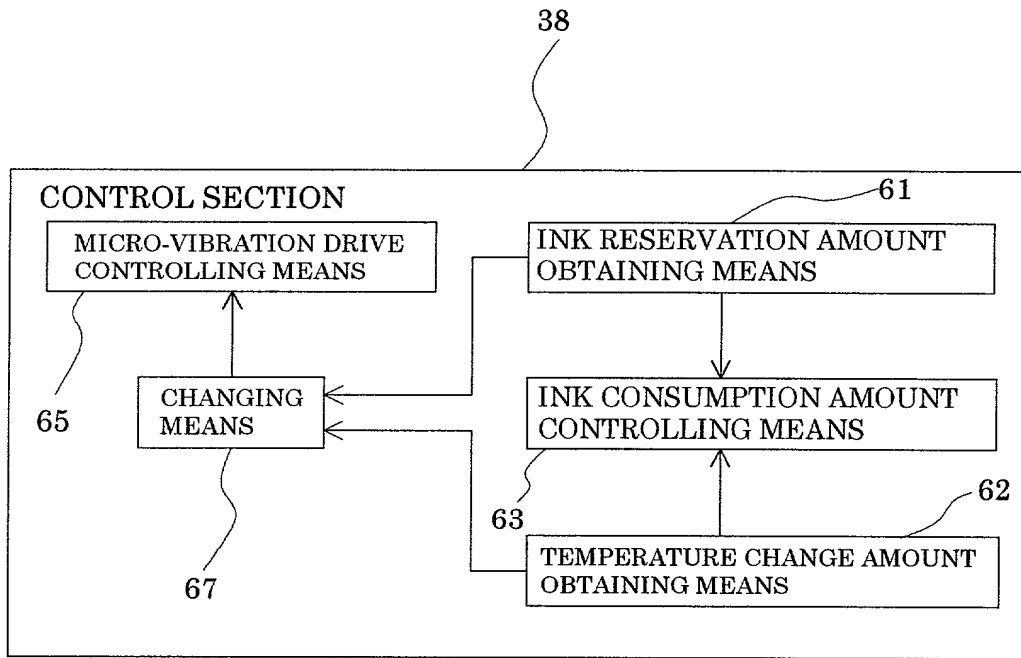 38
CONTROL SECTION
61
MICRO-VIBRATION DRIVE
CONTROLLING MEANS
INK RESERVATION AMOUNT
OBTAINING MEANS
65
CHANGING
MEANS
INK CONSUMPTION AMOUNT
CONTROLLING MEANS
67
63
62
TEMPERATURE CHANGE AMOUNT
OBTAINING MEANS